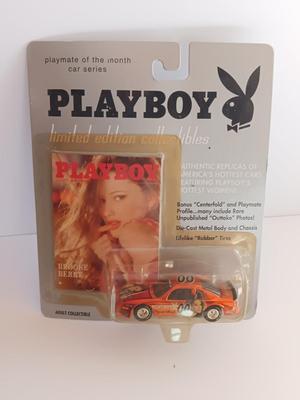 playmate of the month
car series
PLAYBOY
limited edition collectibles
AUTHENTIC REPLICAS OF
AMERICA'S HOTTEST CARS
FEATURING PLAYBOY'S
HOTTEST WOMEN!
Bonus "Centerfold" and Playmate
Profile...many include Rare
Unpublished "Outtake" Photos!
Die-Cast Metal Body and Chassis
Lifelike "Rubber" Tires
PLAYBOY
BROOKE
BERRY
00
00
ADULT COLLECTIBLE